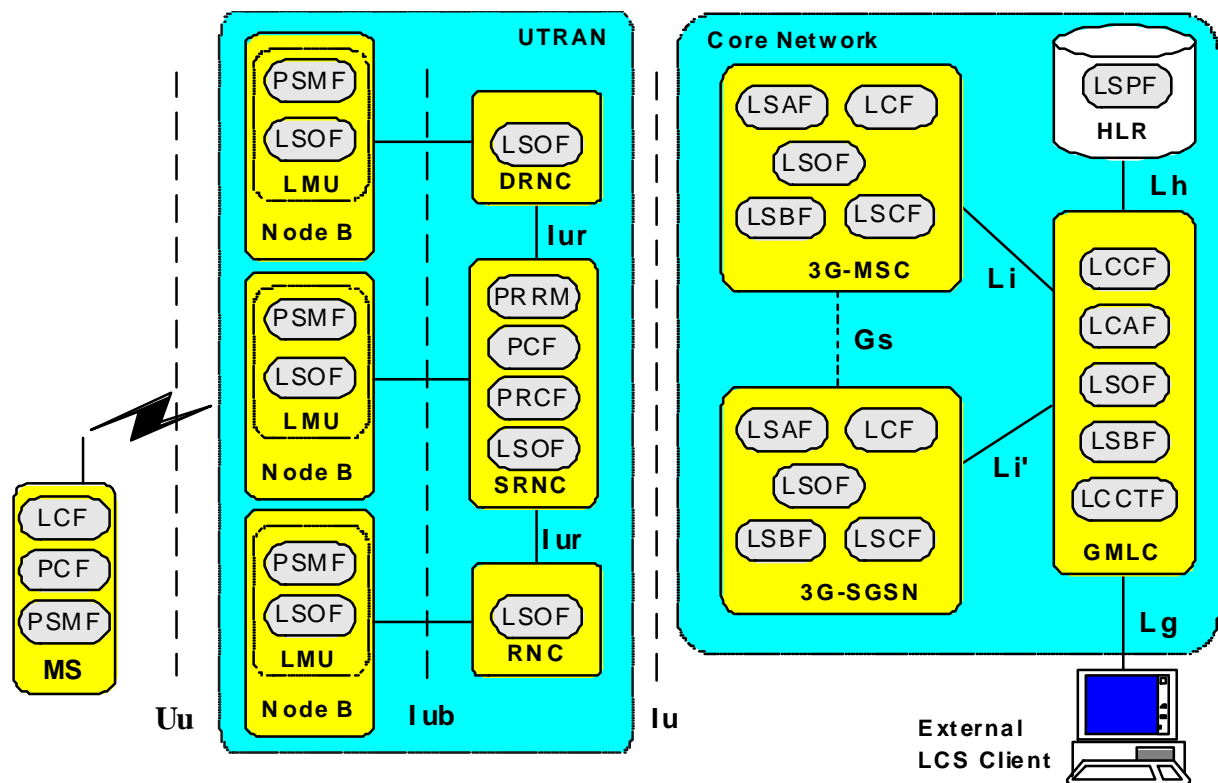 UTRAN
PSMF
LSOF
LMU
Node B
PSMF
LSOF
LMU
Node B
PSMF
LSOF
LMU
Node B
LSOF
DRNC
Iur
PRRM
PCF
PRCF
LSOF
SRNC
Iur
LSOF
RNC
LCF
PCF
PSMF
MS
Uu
Iub
Iu
Core Network
LSAF
LCF
LSOF
LSBF
LSCF
3G-MSC
Gs
LSAF
LCF
LSOF
LSBF
LSCF
3G-SGSN
LSPF
HLR
Lh
Li
Li'
LCCF
LCAF
LSOF
LSBF
LCCTF
GMLC
Lg
External
LCS Client